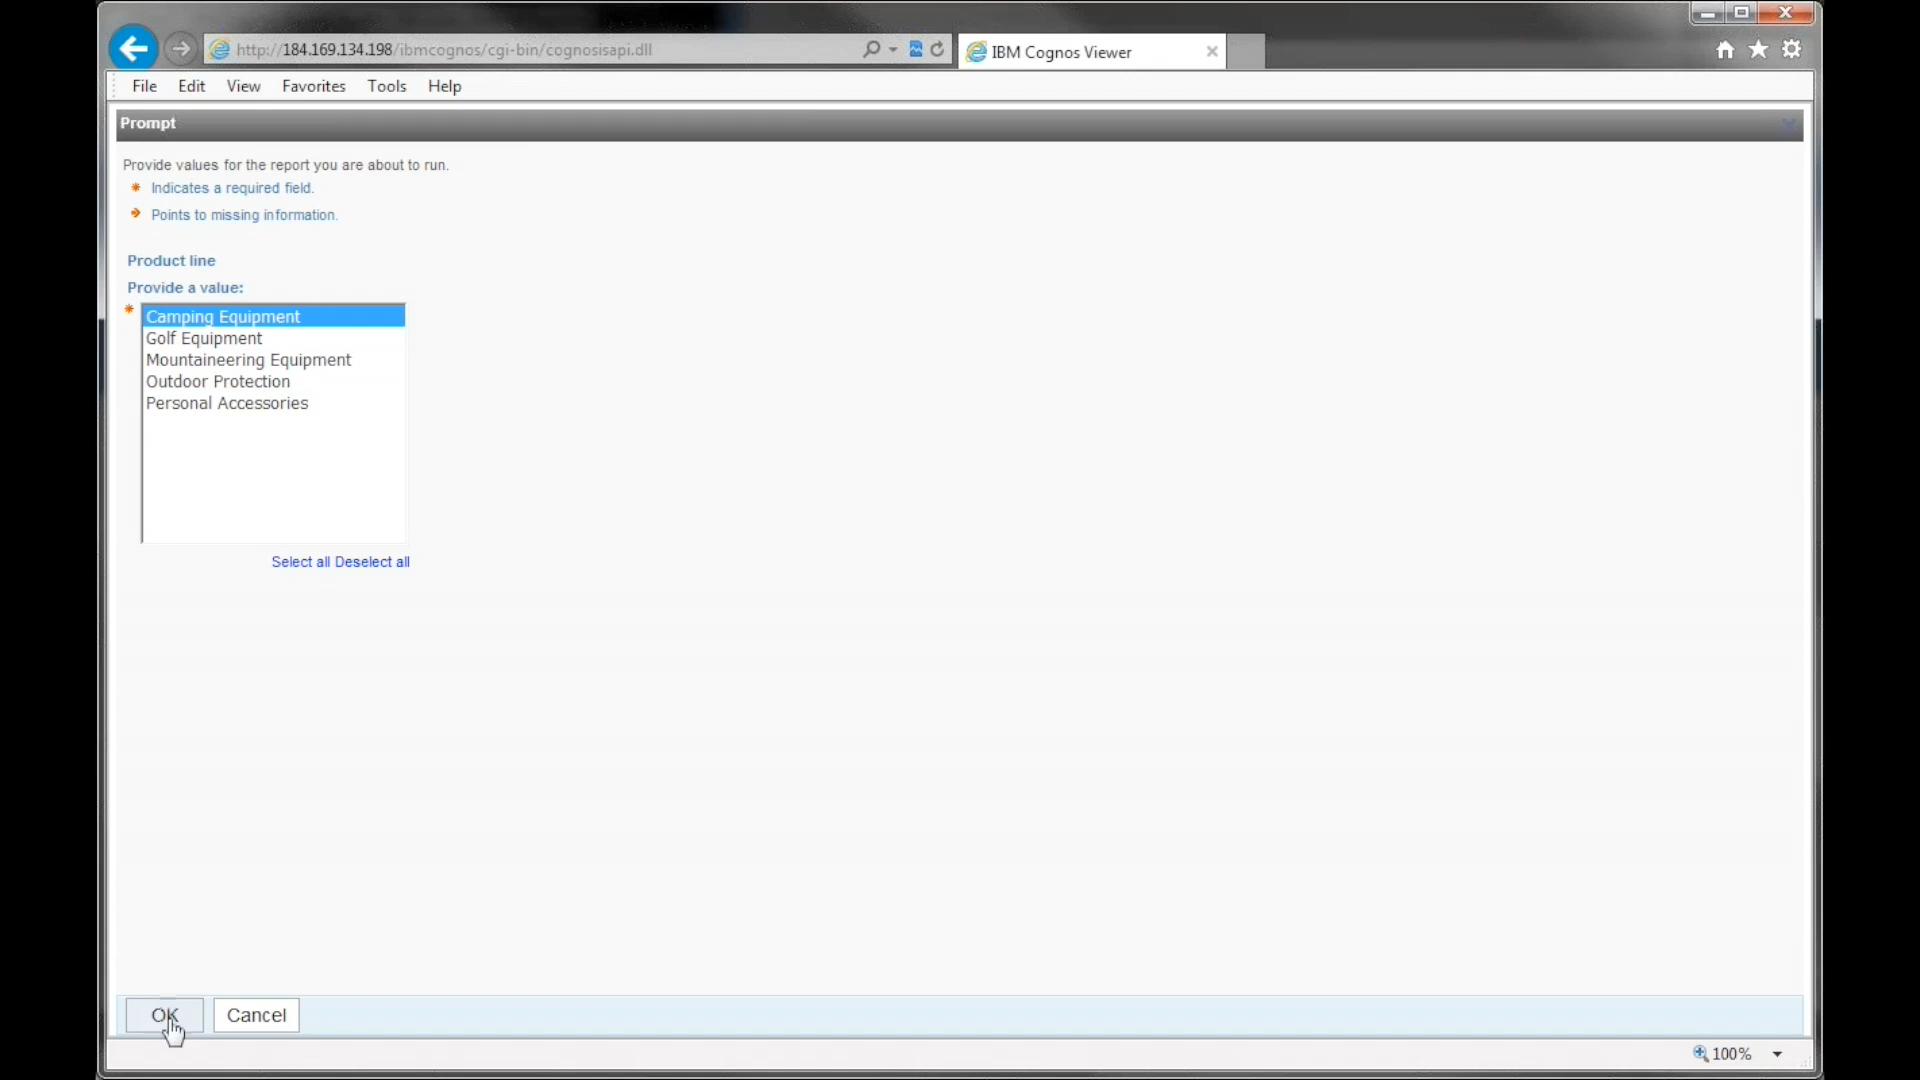 http://184.169.134.198/ibmcognos/cgi-bin/cognosisapi.dll
IBM Cognos Viewer
File Edit View Favorites Tools Help
Prompt
Provide values for the report you are about to run.
* Indicates a required field.
Points to missing information.
Product line
Provide a value:
*
Camping Equipment
Golf Equipment
Mountaineering Equipment
Outdoor Protection
Personal Accessories
Select all Deselect all
OK Cancel
100%